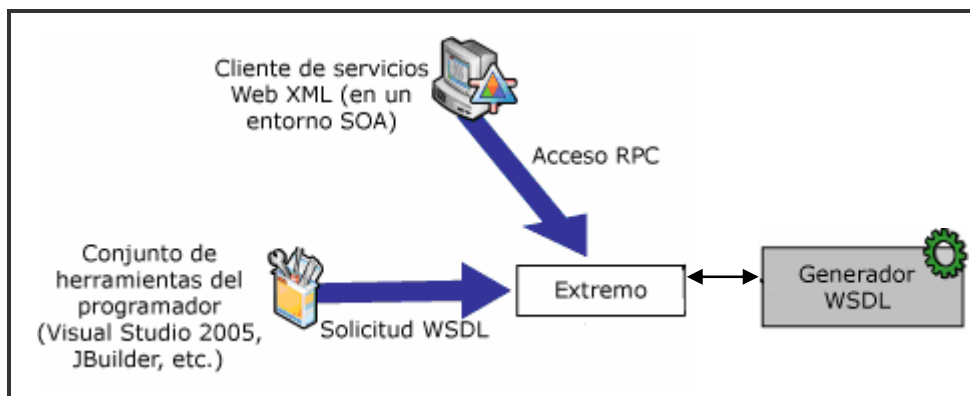 Cliente de servicios
Web XML (en un
entorno SOA)
Acceso RPC
Conjunto de
herramientas del
programador
(Visual Studio 2005,
JBuilder, etc.)
Solicitud WSDL
Extremo
Generador
WSDL